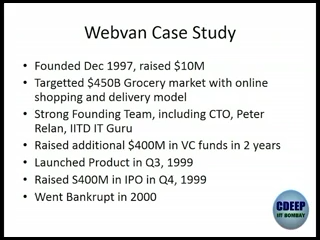 Webvan Case Study
• Founded Dec 1997, raised $10M
• Targetted $450B Grocery market with online
shopping and delivery model
• Strong Founding Team, including CTO, Peter
Relan, IITD IT Guru
• Raised additional $400M in VC funds in 2 years
• Launched Product in Q3, 1999
• Raised S400M in IPO in Q4, 1999
• Went Bankrupt in 2000
CDEEP
IIT BOMBAY